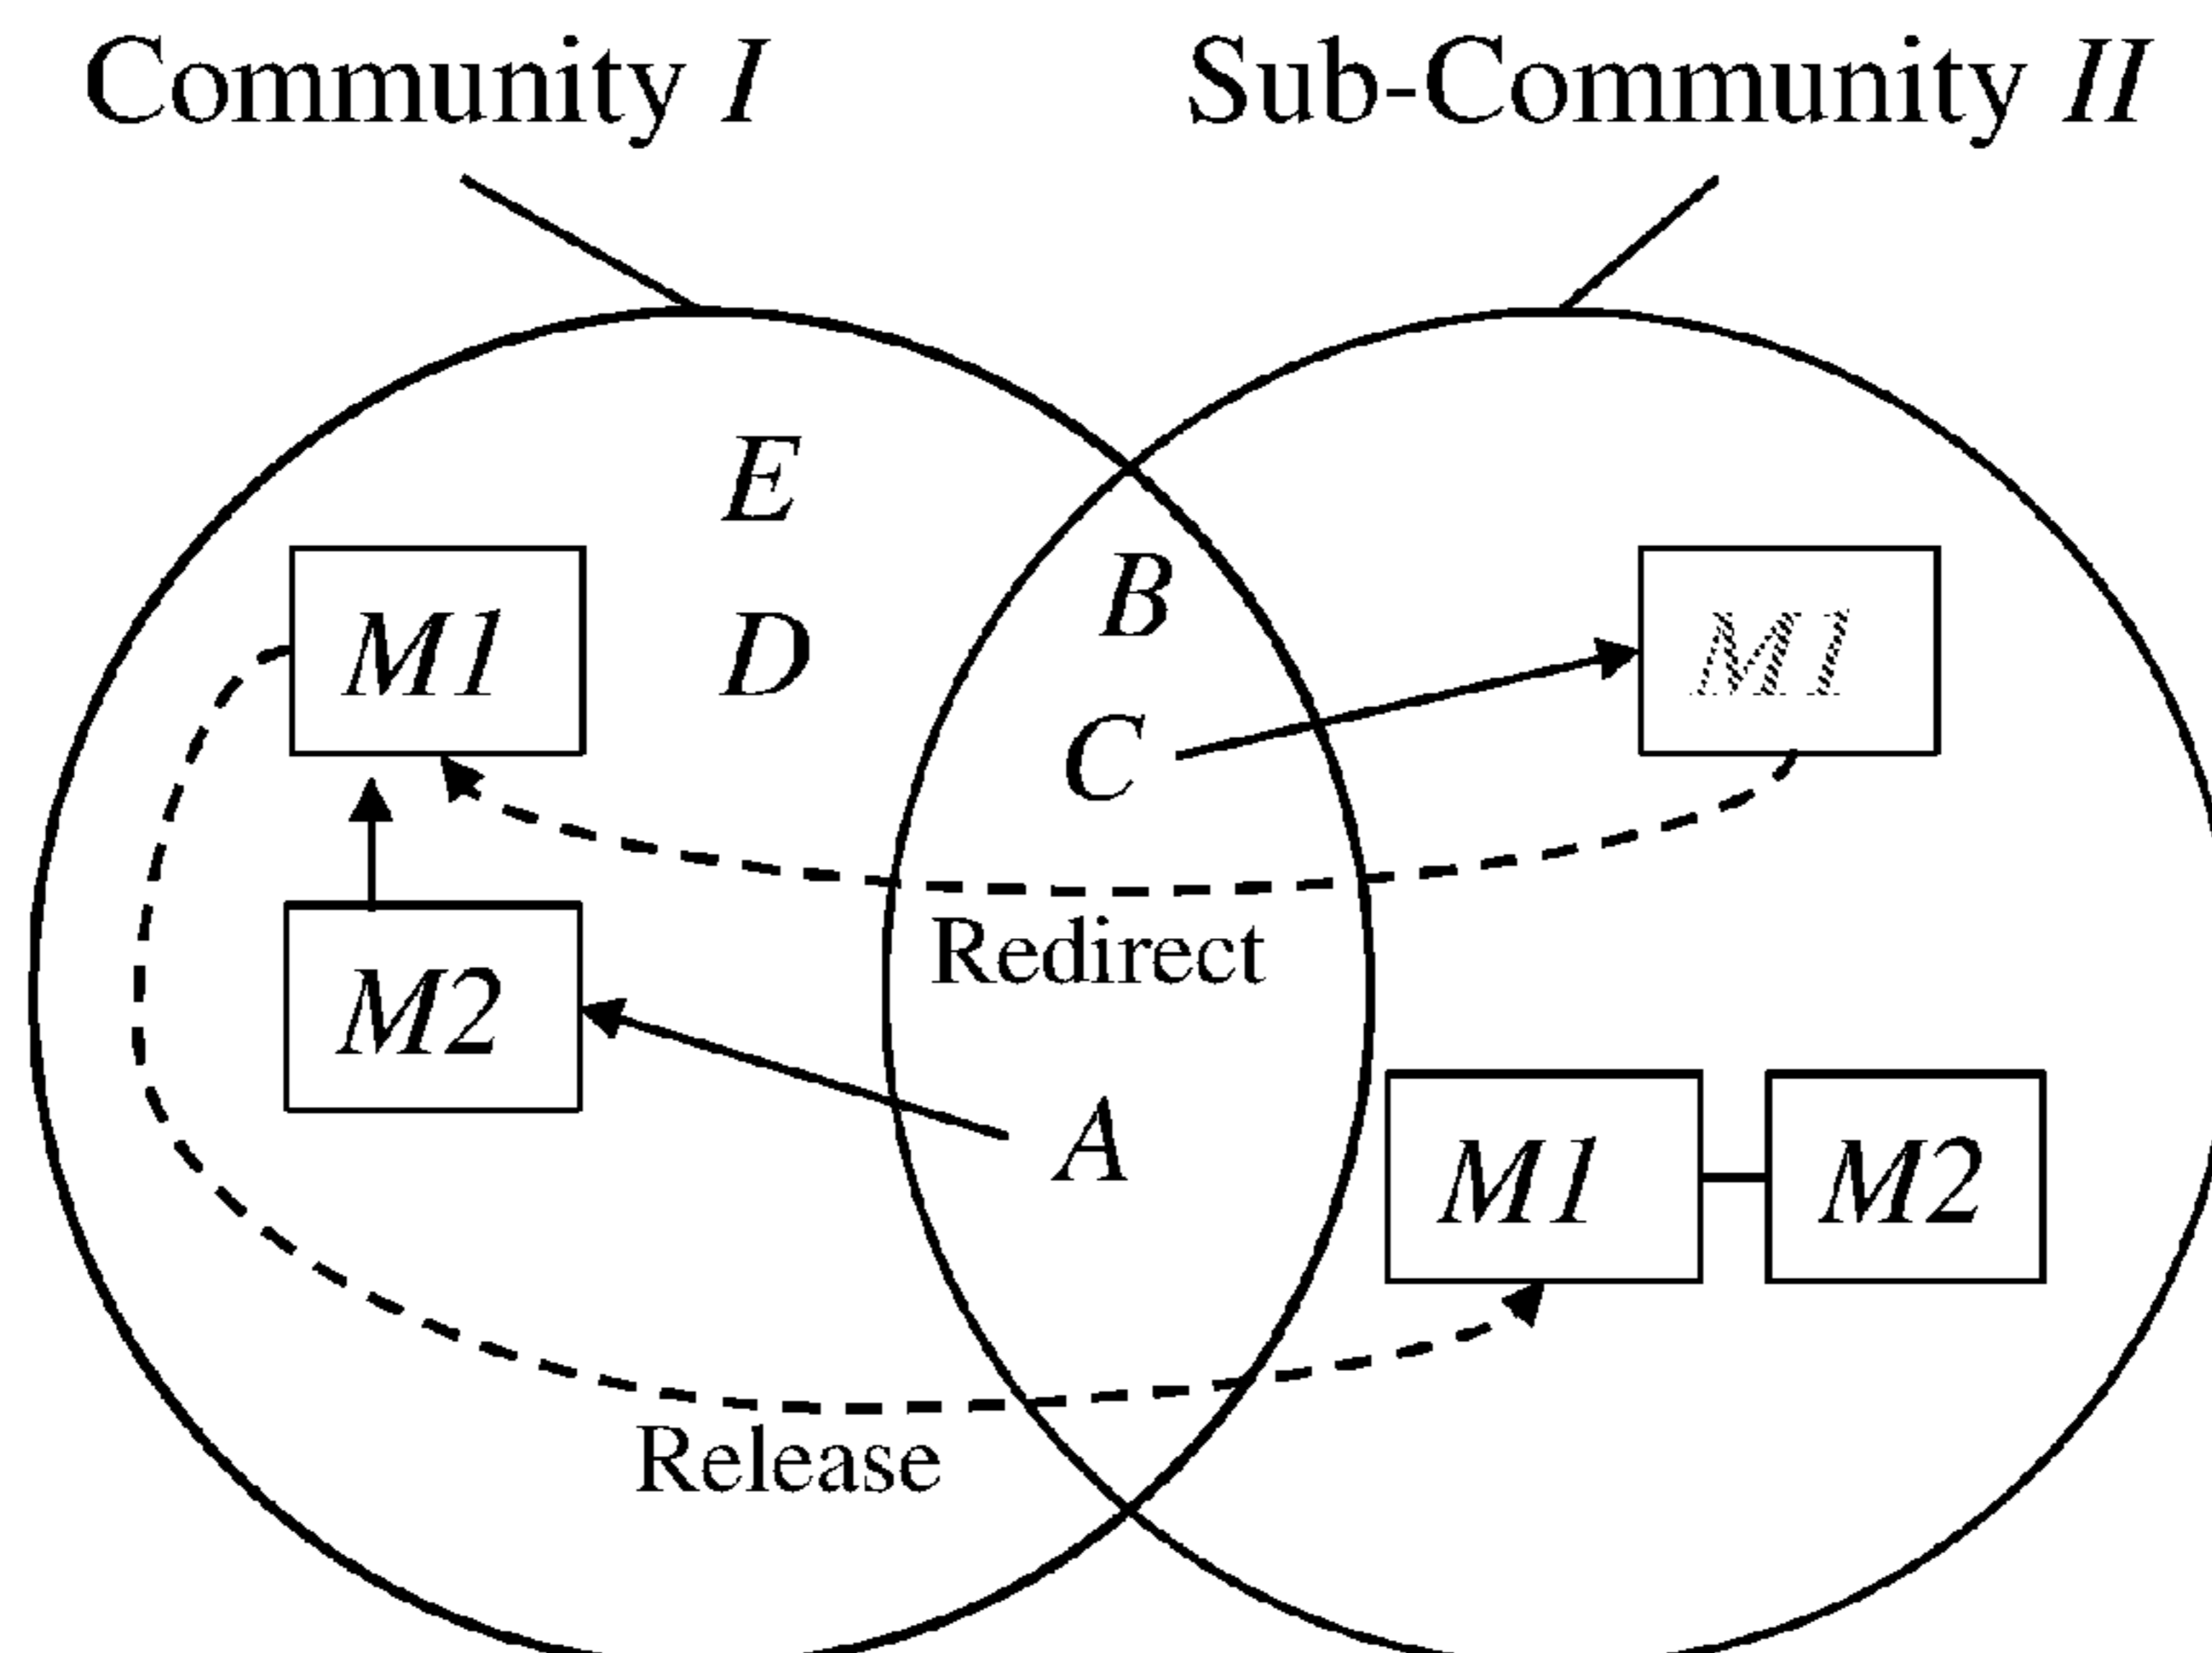 Community I
Sub-Community II
E
B
M1
D
M1
C
Redirect
M2
A
M1
M2
Release